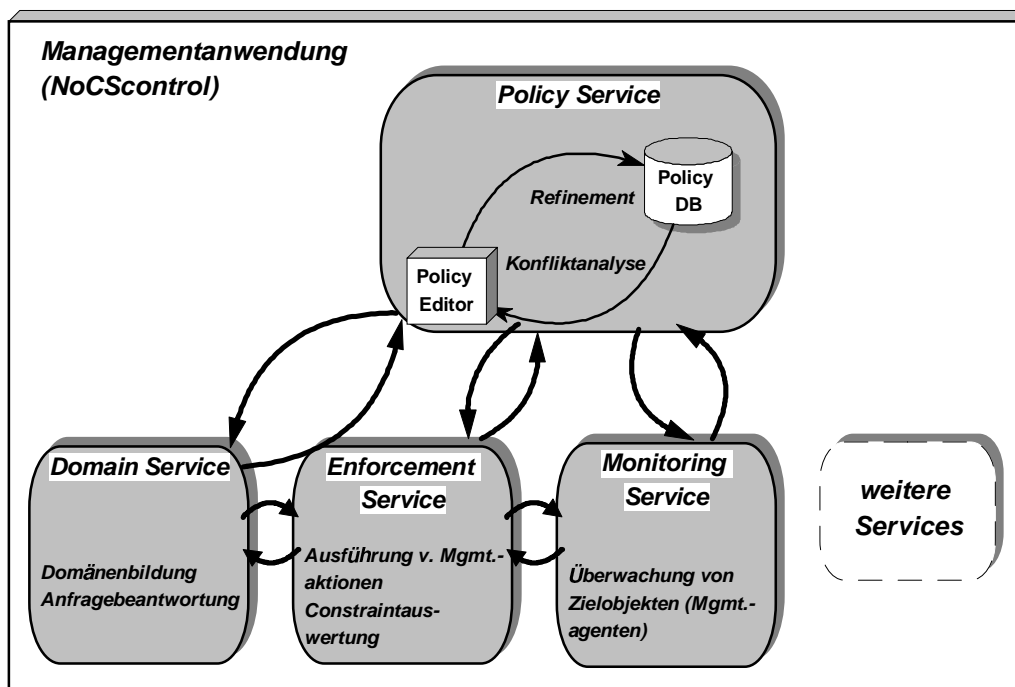 Managementanwendung
(NoCScontrol)
Policy Service
Policy
DB
Refinement
Konfliktanalyse
Policy
Editor
Domain Service
Domänenbildung
Anfragebeantwortung
Enforcement
Service
Ausführung v. Mgmt.-
aktionen
Constraintaus-
wertung
Monitoring
Service
Überwachung von
Zielobjekten (Mgmt.-
agenten)
weitere
Services